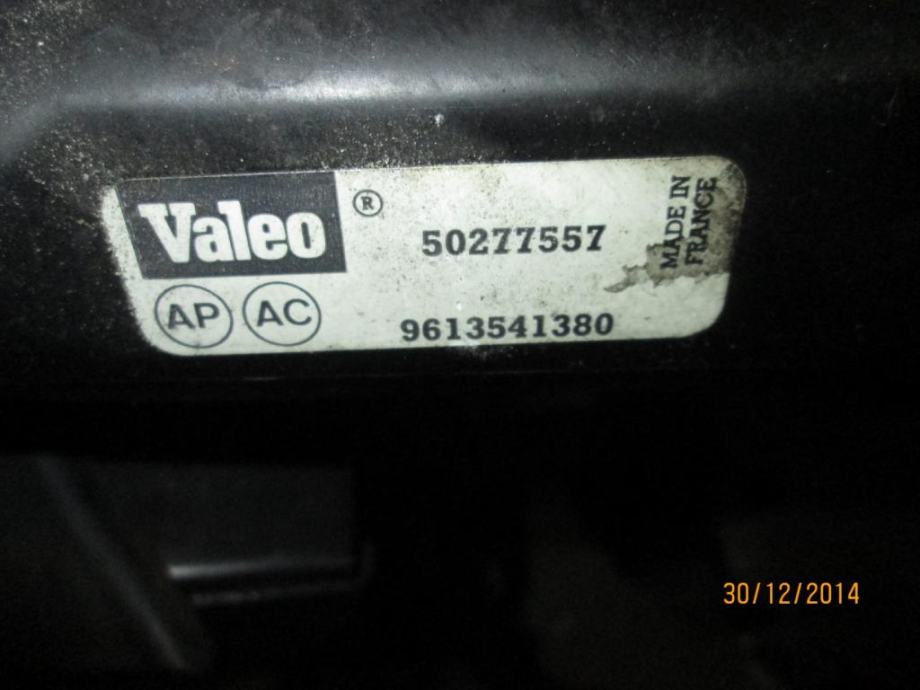 Valeo ®
50277557
MADE IN
FRANCE
AP AC
9613541380
30/12/2014